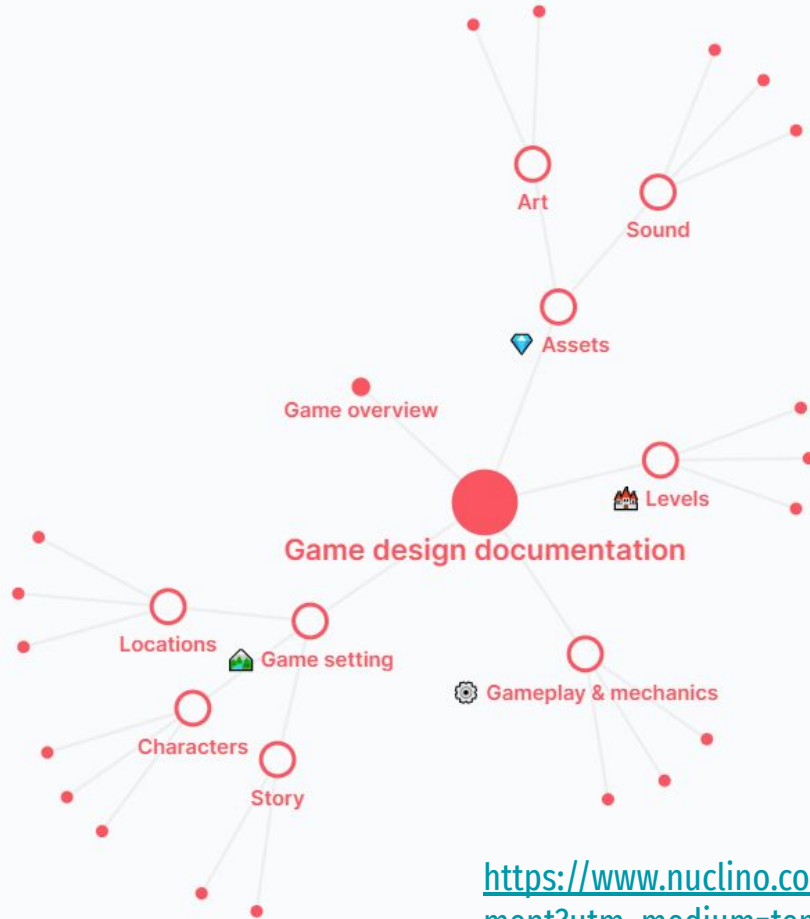 Art
Sound
Assets
Game overview
Levels
Game design documentation
Locations
Game setting
Gameplay & mechanics
Characters
Story
https://www.nuclino.co